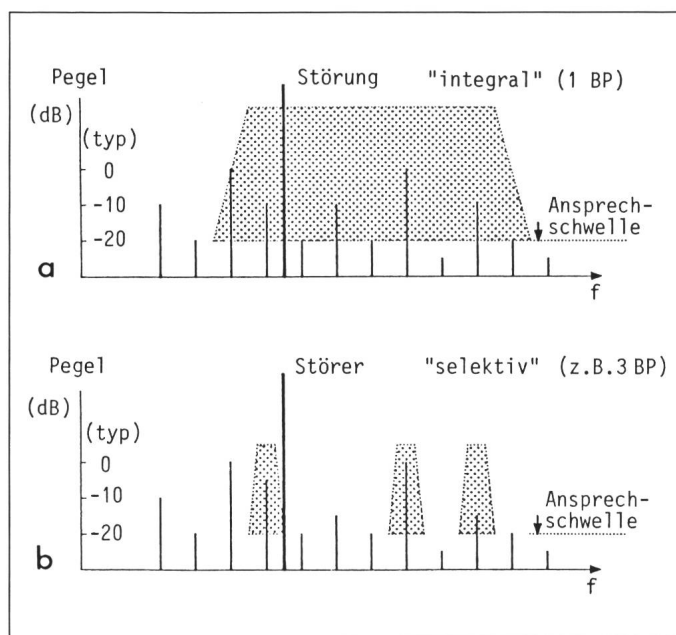 Pegel Störung "integral" (1 BP)
(dB)
(typ)
0
-10
-20
Ansprech-
schwelle
a
f
Pegel Störer "selektiv" (z.B.3 BP)
(dB)
(typ)
0
-10
-20
Ansprech-
schwelle
b
f